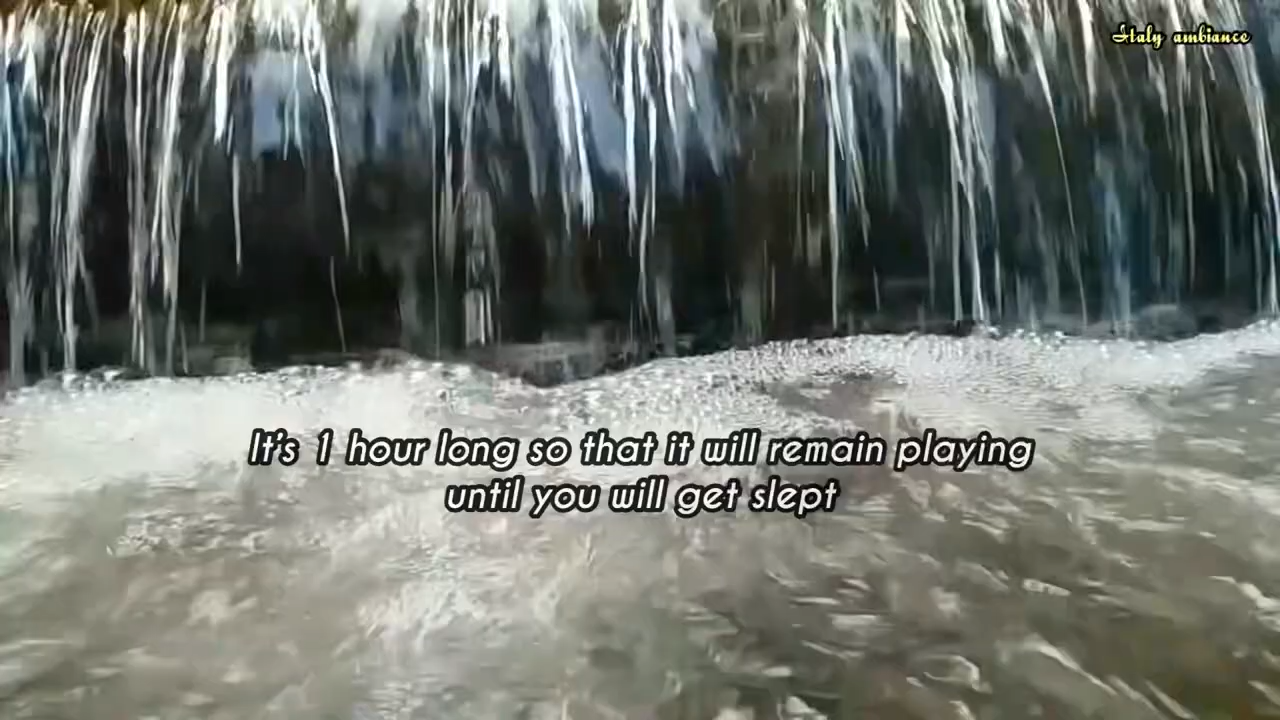 Italy ambiance
It's 1 hour long so that it will remain playing
until you will get slept